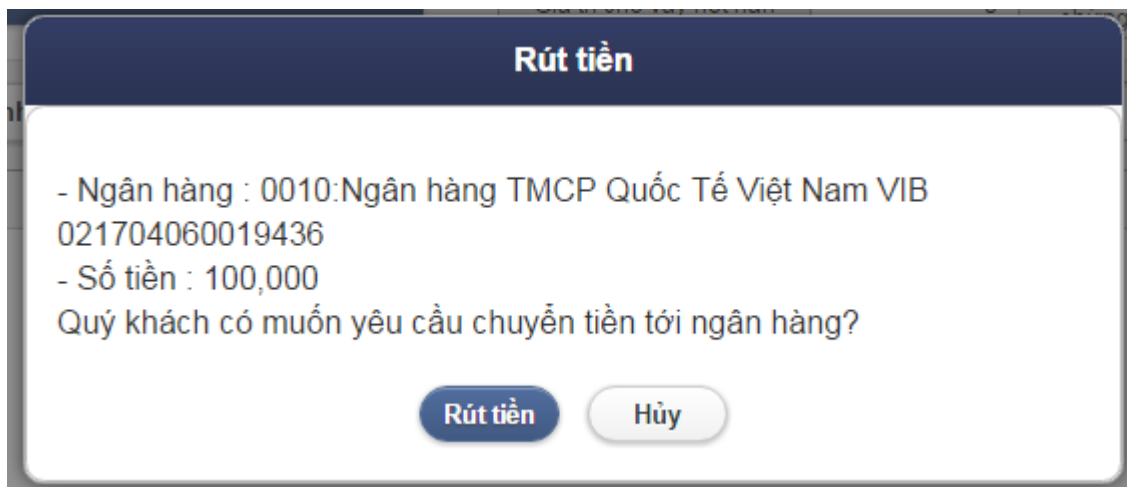 Rút tiền
- Ngân hàng : 0010:Ngân hàng TMCP Quốc Tế Việt Nam VIB
021704060019436
- Số tiền : 100,000
Quý khách có muốn yêu cầu chuyển tiền tới ngân hàng?
Rút tiền Hủy